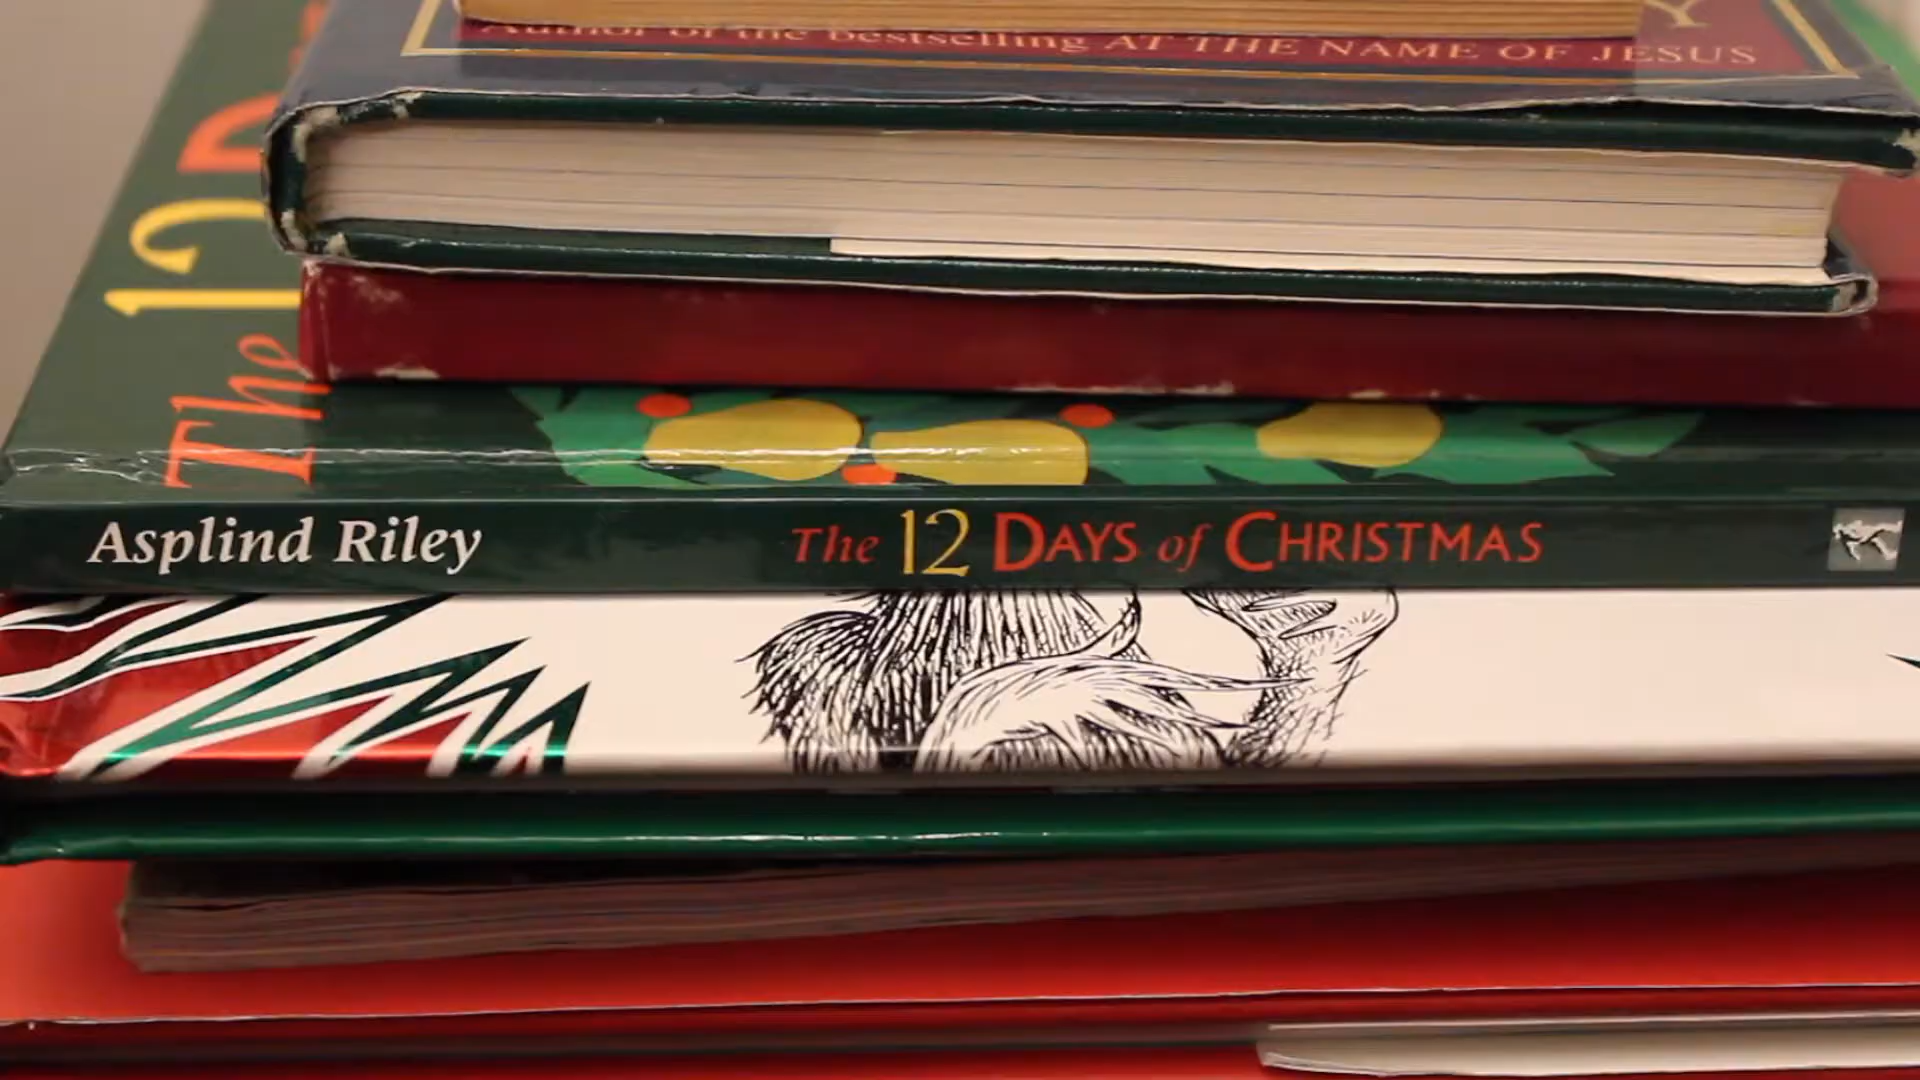 Author of the bestselling AT THE NAME OF JESUS
The 12 D
Asplind Riley The 12 DAYS of CHRISTMAS